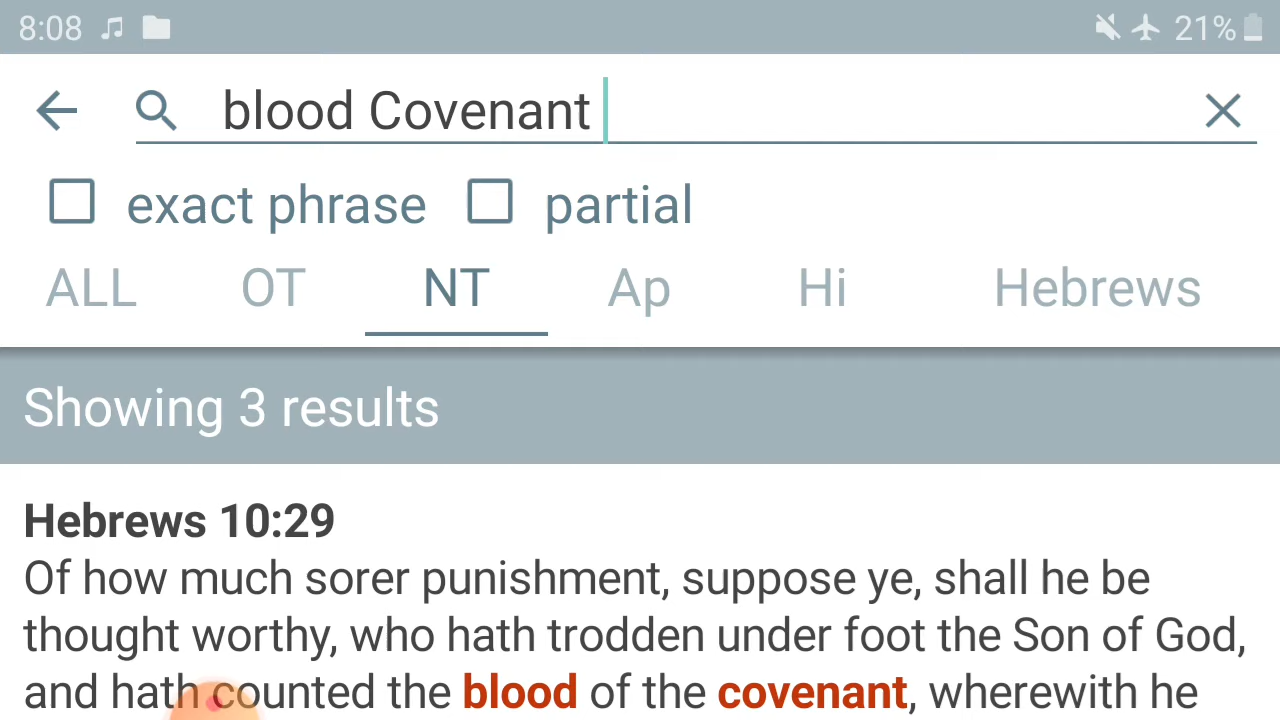 8:08 21%
blood Covenant
exact phrase partial
ALL OT NT Ap Hi Hebrews
Showing 3 results
Hebrews 10:29
Of how much sorer punishment, suppose ye, shall he be
thought worthy, who hath trodden under foot the Son of God,
and hath counted the blood of the covenant, wherewith he